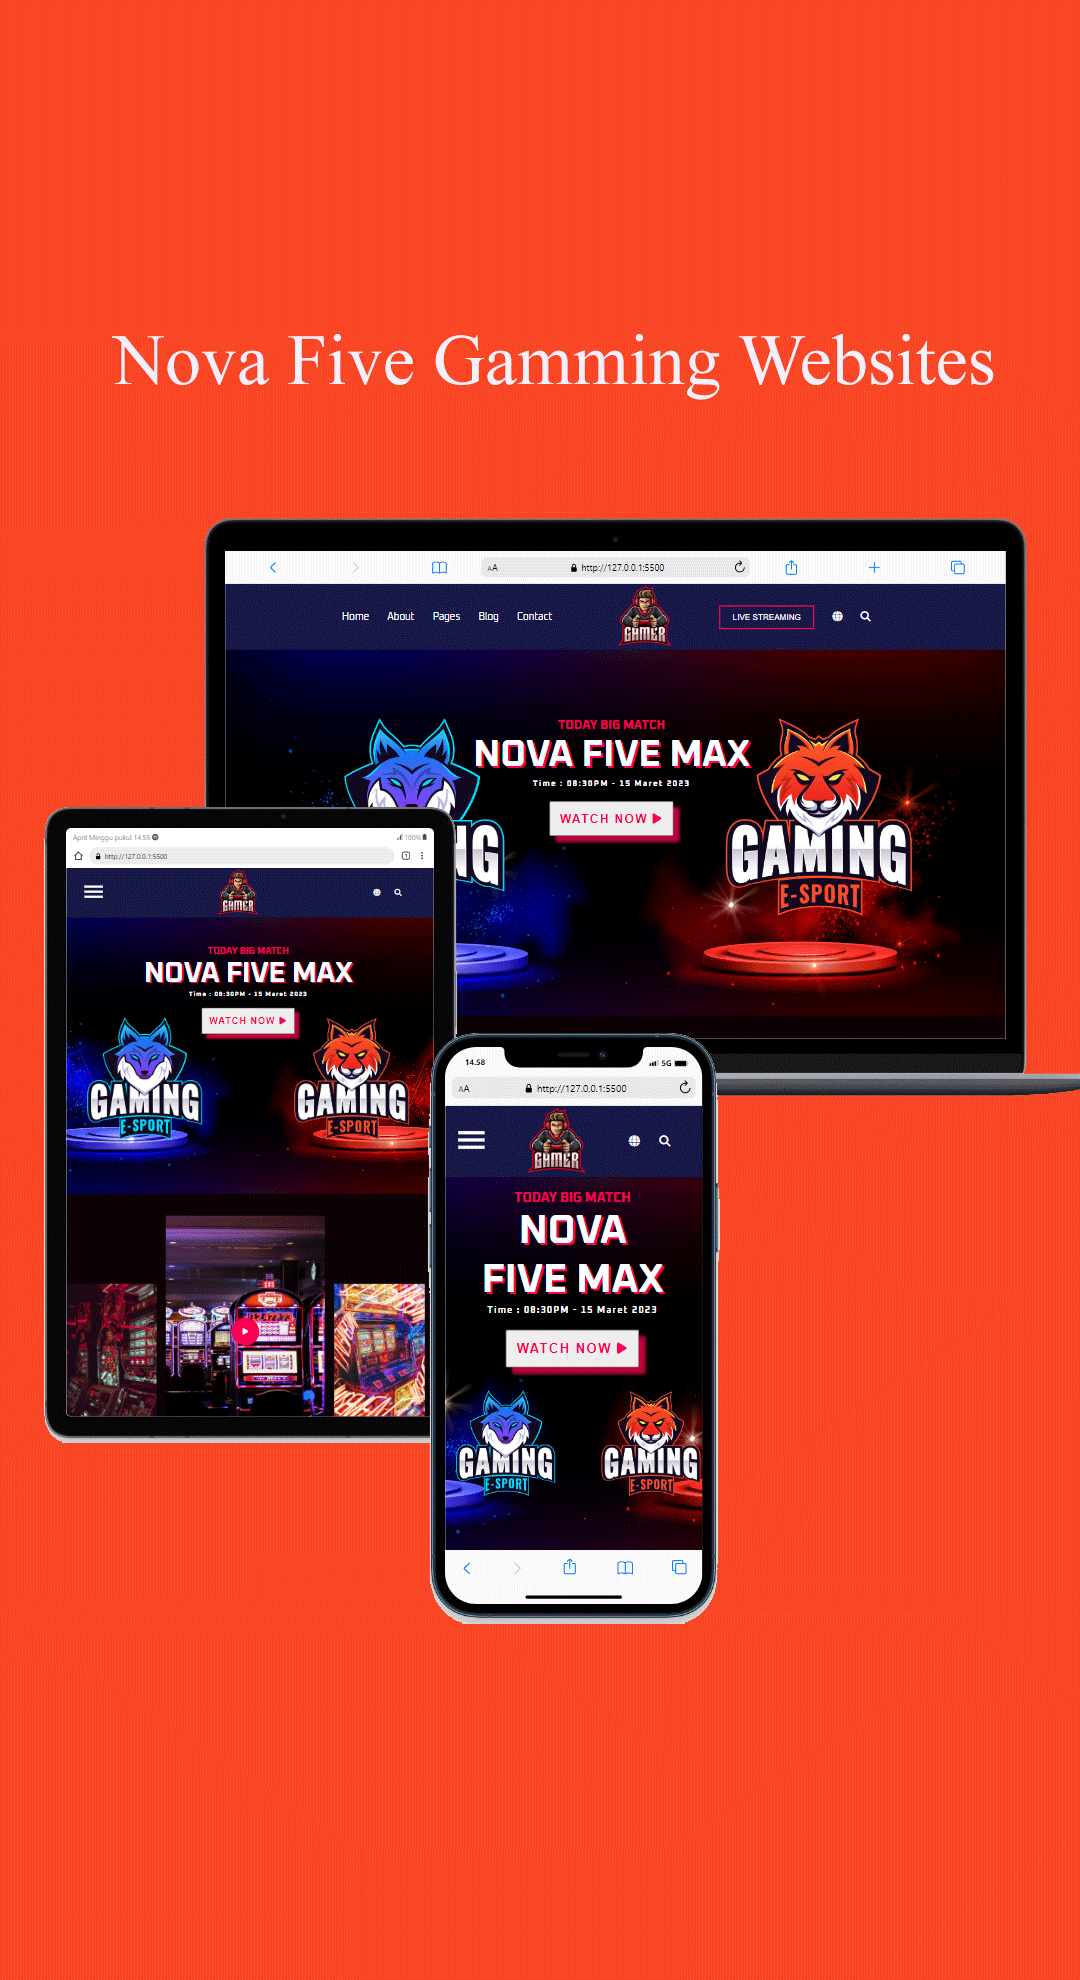 Nova Five Gamming Websites
AA http://127.0.0.1:5500
Home About Pages Blog Contact
GAMER
LIVE STREAMING
TODAY BIG MATCH
NOVA FIVE MAX
Time : 08:30PM - 15 Maret 2023
WATCH NOW
NG
GAMING
E-SPORT
April Minggu pukul 14.55
100%
http://127.0.0.1:5500
1
GAMER
TODAY BIG MATCH
NOVA FIVE MAX
Time : 08:30PM - 15 Maret 2023
WATCH NOW
GAMING
E-SPORT
GAMING
E-SPORT
14.58
5G
AA http://127.0.0.1:5500
GAMER
TODAY BIG MATCH
NOVA
FIVE MAX
Time : 08:30PM - 15 Maret 2023
WATCH NOW
GAMING
E-SPORT
GAMING
E-SPORT